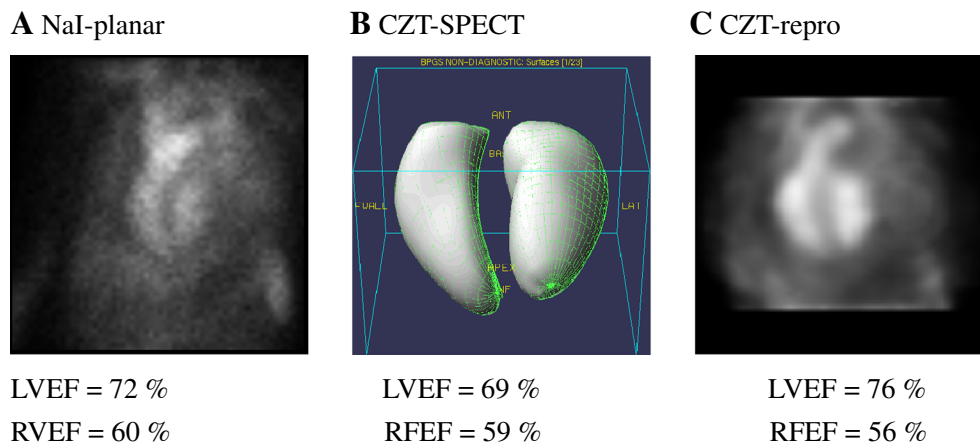 A NaI-planar
B CZT-SPECT
C CZT-repro
BPGS NON-DIAGNOSTIC: Surfaces [1/23]
ANT
BAS
LAT
APEX
LVEF = 72 %
LVEF = 69 %
LVEF = 76 %
RVEF = 60 %
RFEF = 59 %
RFEF = 56 %